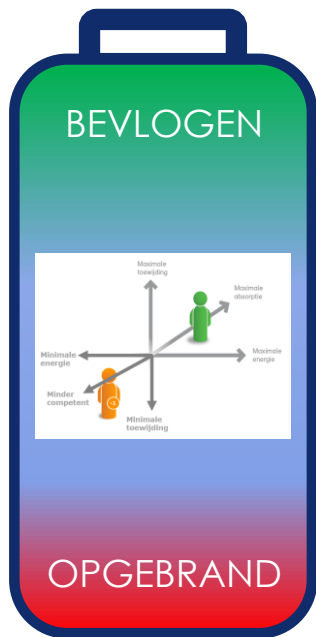 BEVLOGEN
Maximale
toewijding
Maximale
absorptie
Minimale
energie
Maximale
energie
Minder
competent
Minimale
toewijding
OPGEBRAND